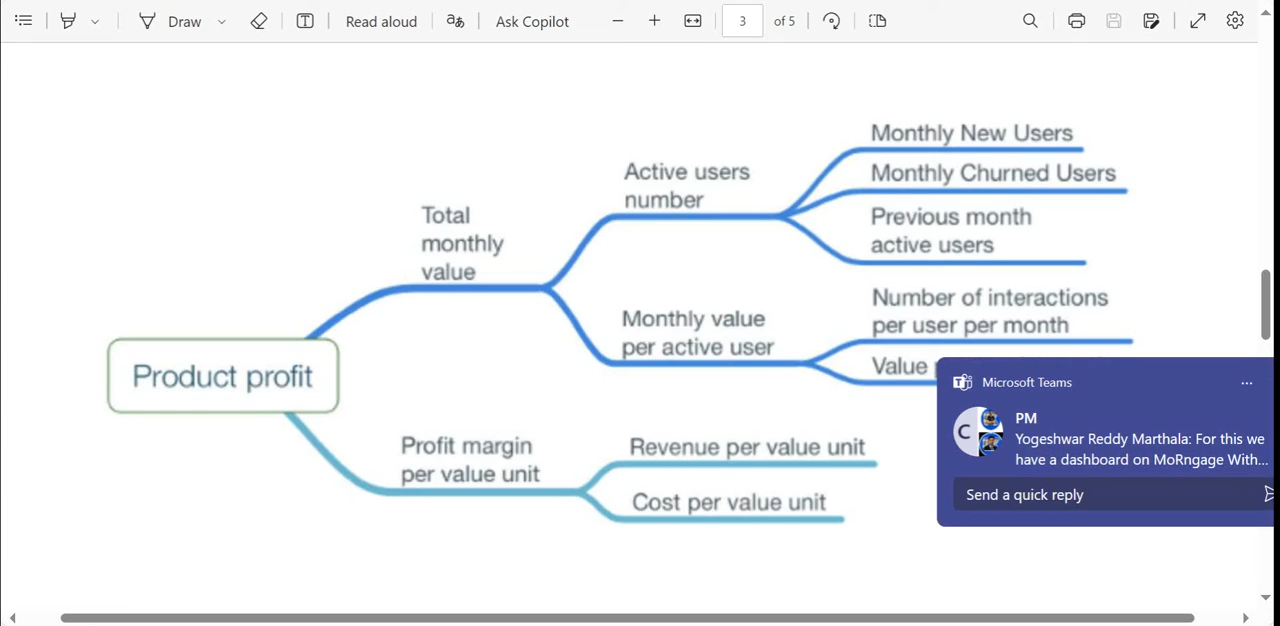 Draw
Read aloud
aあ
Ask Copilot
3
of 5
Monthly New Users
Monthly Churned Users
Previous month
active users
Active users
number
Total
monthly
value
Number of interactions
per user per month
Value
Monthly value
per active user
Product profit
Profit margin
per value unit
Revenue per value unit
Cost per value unit
Microsoft Teams
C
PM
Yogeshwar Reddy Marthala: For this we
have a dashboard on MoRngage With...
Send a quick reply